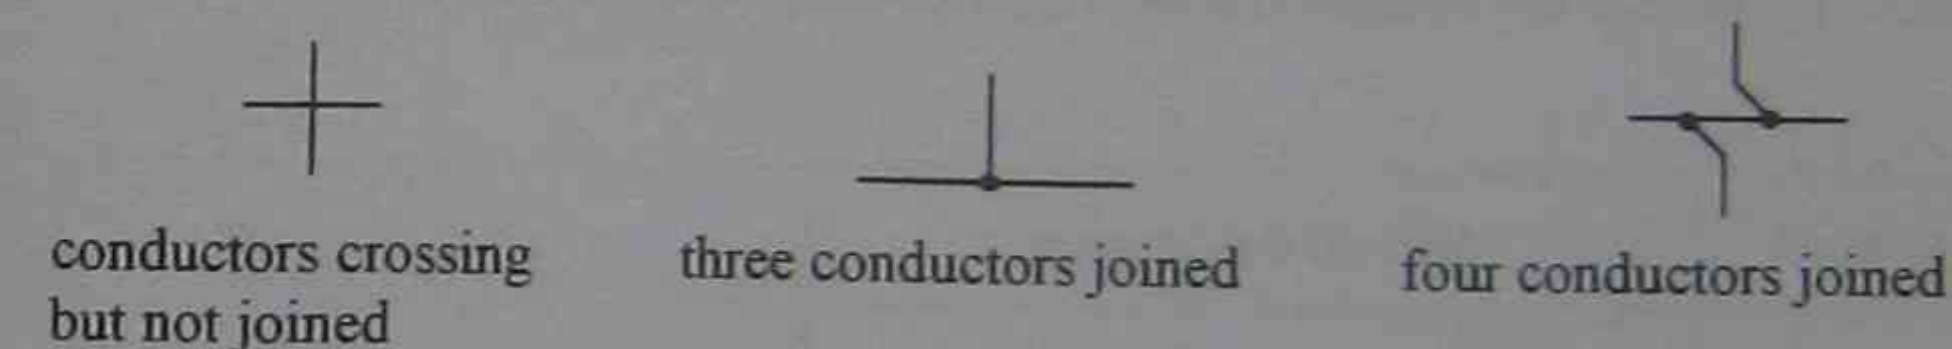 conductors crossing
but not joined
three conductors joined
four conductors joined